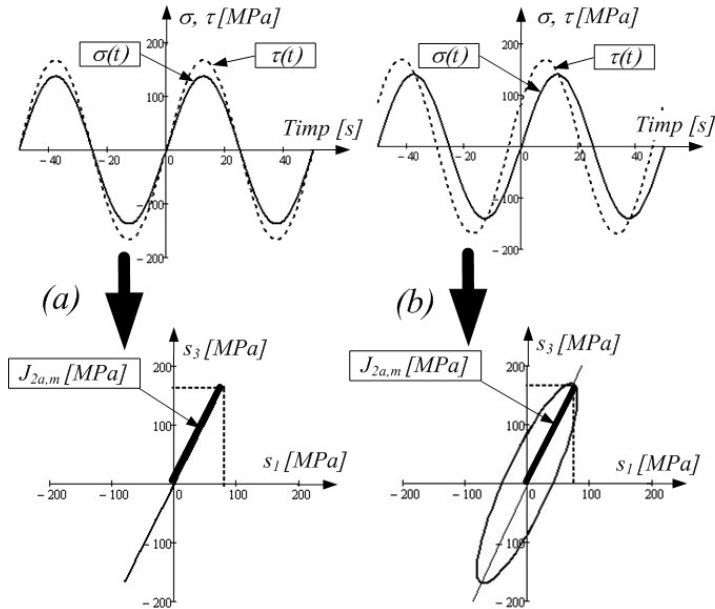 σ, τ [MPa]
200
σ(t)
τ(t)
100
Timp [s]
- 40
- 20
0
20
40
- 100
- 200
(a)
s3 [MPa]
J2a,m [MPa]
200
100
s1 [MPa]
- 200
- 100
0
100
200
- 100
- 200
σ, τ [MPa]
200
σ(t)
τ(t)
100
Timp [s]
- 40
- 20
0
20
40
- 100
- 200
(b)
s3 [MPa]
J2a,m [MPa]
200
100
s1 [MPa]
- 200
- 100
0
100
200
- 100
- 200